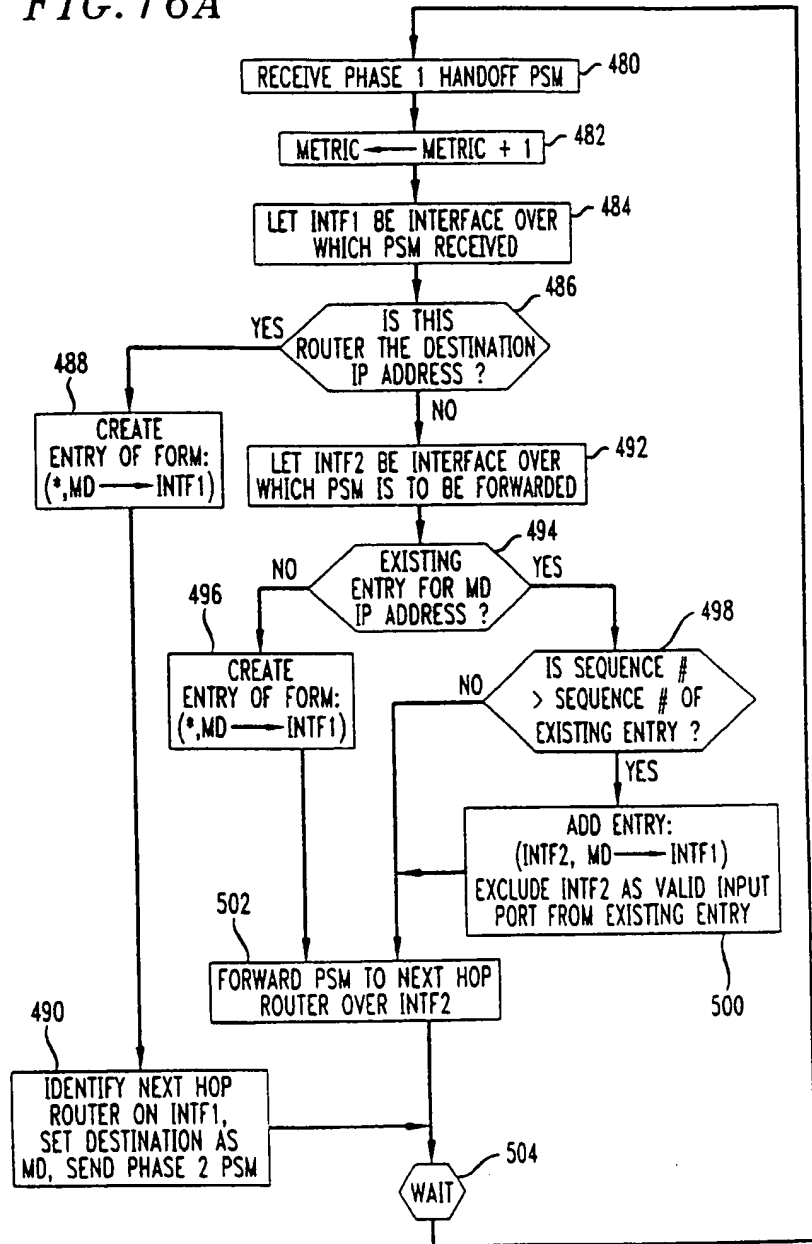 FIG. 16A
RECEIVE PHASE 1 HANDOFF PSM
480
METRIC ← METRIC + 1
482
LET INTF1 BE INTERFACE OVER
WHICH PSM RECEIVED
484
IS THIS
ROUTER THE DESTINATION
IP ADDRESS ?
486
YES
NO
488
CREATE
ENTRY OF FORM:
(*,MD → INTF1)
LET INTF2 BE INTERFACE OVER
WHICH PSM IS TO BE FORWARDED
492
EXISTING
ENTRY FOR MD
IP ADDRESS ?
494
NO
YES
496
CREATE
ENTRY OF FORM:
(*,MD → INTF1)
498
IS SEQUENCE #
> SEQUENCE # OF
EXISTING ENTRY ?
NO
YES
ADD ENTRY:
(INTF2, MD → INTF1)
EXCLUDE INTF2 AS VALID INPUT
PORT FROM EXISTING ENTRY
500
502
FORWARD PSM TO NEXT HOP
ROUTER OVER INTF2
490
IDENTIFY NEXT HOP
ROUTER ON INTF1,
SET DESTINATION AS
MD, SEND PHASE 2 PSM
WAIT
504